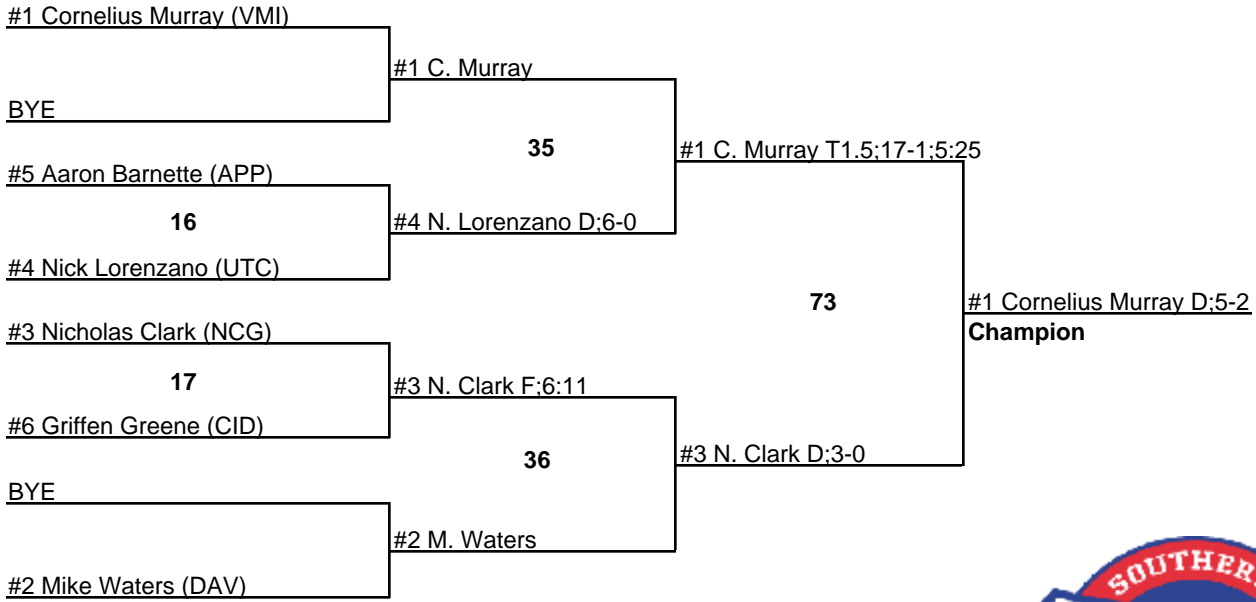 #1 Cornelius Murray (VMI)
#1 C. Murray
BYE
35
#1 C. Murray T1.5;17-1;5:25
#5 Aaron Barnette (APP)
16
#4 N. Lorenzano D;6-0
#4 Nick Lorenzano (UTC)
73
#1 Cornelius Murray D;5-2
Champion
#3 Nicholas Clark (NCG)
17
#3 N. Clark F;6:11
#6 Griffen Greene (CID)
36
#3 N. Clark D;3-0
BYE
#2 M. Waters
#2 Mike Waters (DAV)